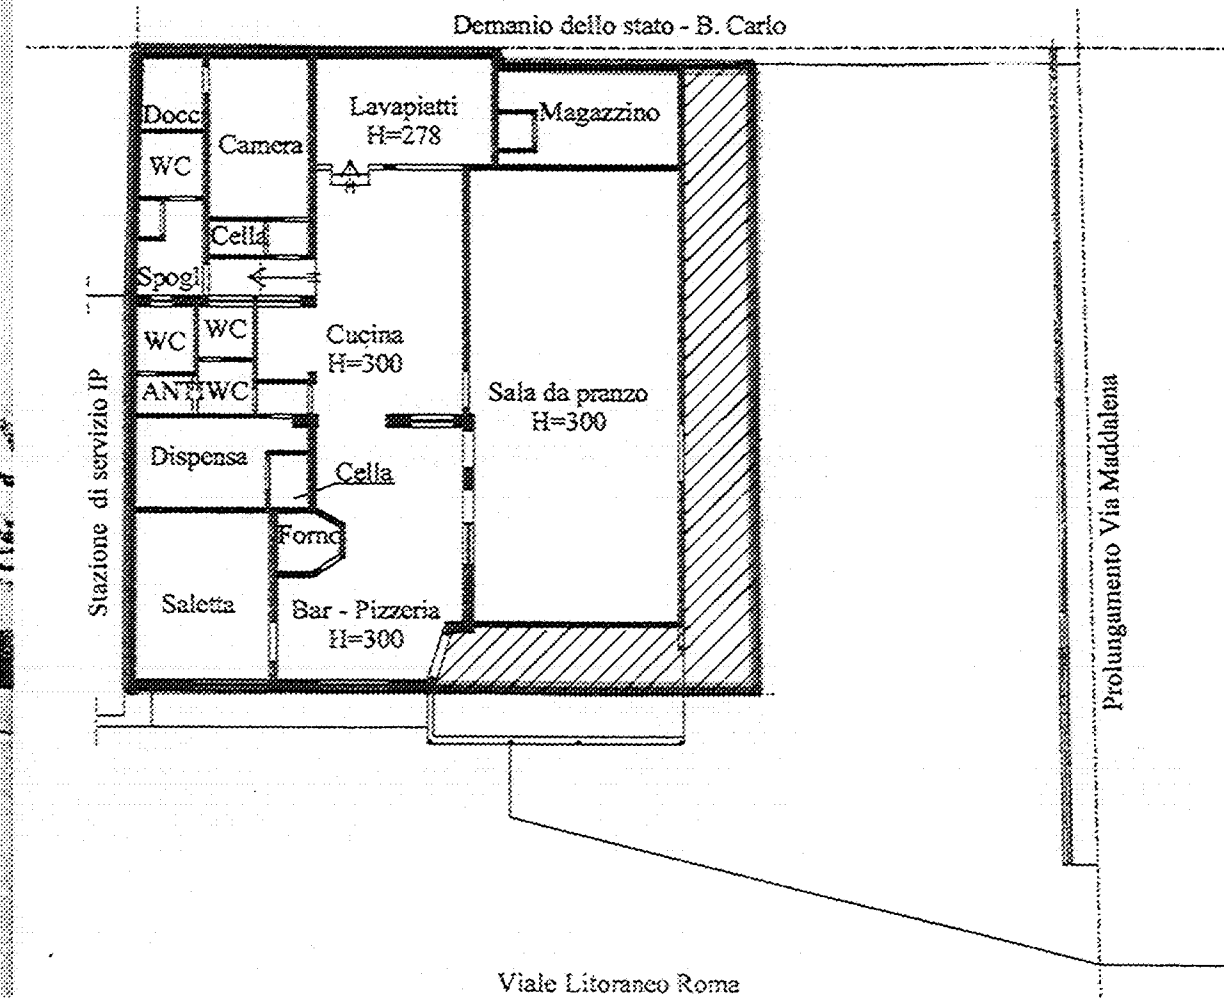 Demanio dello stato - B. Carlo
Docc
WC
Camera
Lavapiatti
H=278
Magazzino
Cella
Spogl
WC
WC
ANT
WC
Cucina
H=300
Sala da pranzo
H=300
Dispensa
Cella
Forno
Saletta
Bar - Pizzeria
H=300
Stazione di servizio IP
Prolungamento Via Maddalena
Viale Litoraneo Roma